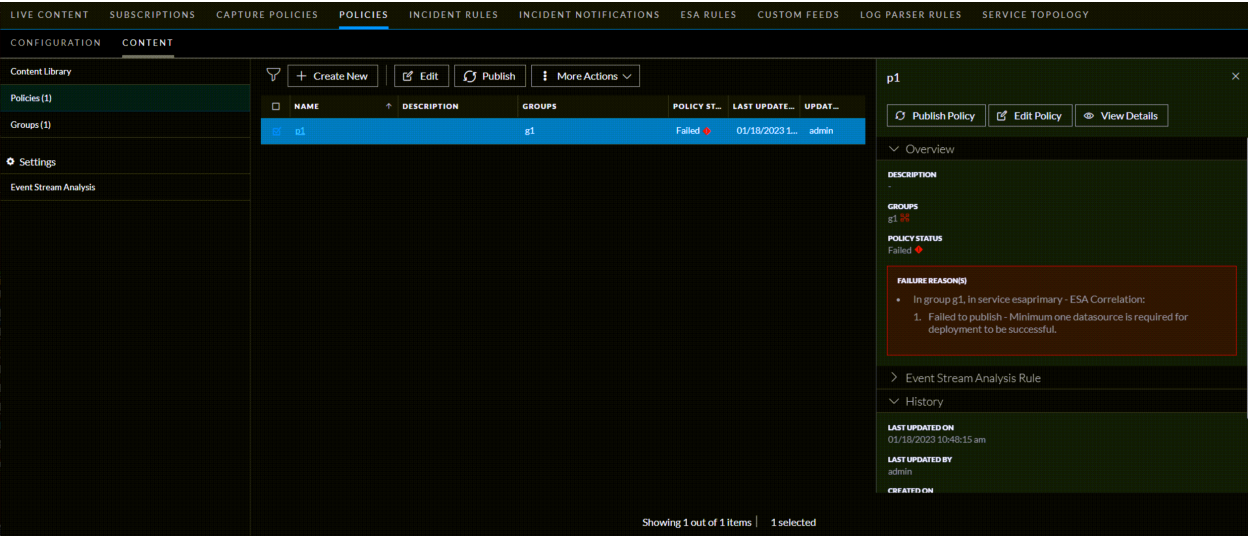 LIVE CONTENT SUBSCRIPTIONS CAPTURE POLICIES POLICIES INCIDENT RULES INCIDENT NOTIFICATIONS ESA RULES CUSTOM FEEDS LOG PARSER RULES SERVICE TOPOLOGY
CONFIGURATION CONTENT
Content Library
Policies (1)
Groups (1)
Settings
Event Stream Analysis
+ Create New Edit Publish More Actions
NAME DESCRIPTION GROUPS POLICY ST... LAST UPDATE... UPDAT...
p1 g1 Failed 01/18/2023 1... admin
Showing 1 out of 1 items | 1 selected
p1
Publish Policy Edit Policy View Details
Overview
DESCRIPTION
-
GROUPS
g1
POLICY STATUS
Failed
FAILURE REASON(S)
• In group g1, in service esaprimary - ESA Correlation:
1. Failed to publish - Minimum one datasource is required for
deployment to be successful.
Event Stream Analysis Rule
History
LAST UPDATED ON
01/18/2023 10:48:15 am
LAST UPDATED BY
admin
CREATED ON